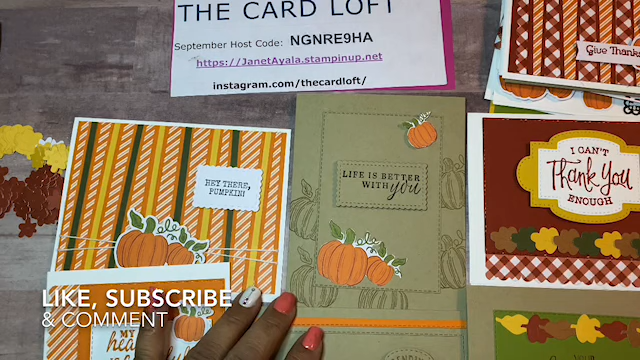 THE CARD LOFT
September Host Code: NGNRE9HA
https://JanetAyala.stampinup.net
instagram.com/thecardloft/
Give Thanks
HEY THERE,
PUMPKIN!
LIFE IS BETTER
WITH you
I CAN'T
Thank You
ENOUGH
LIKE, SUBSCRIBE
& COMMENT
MY